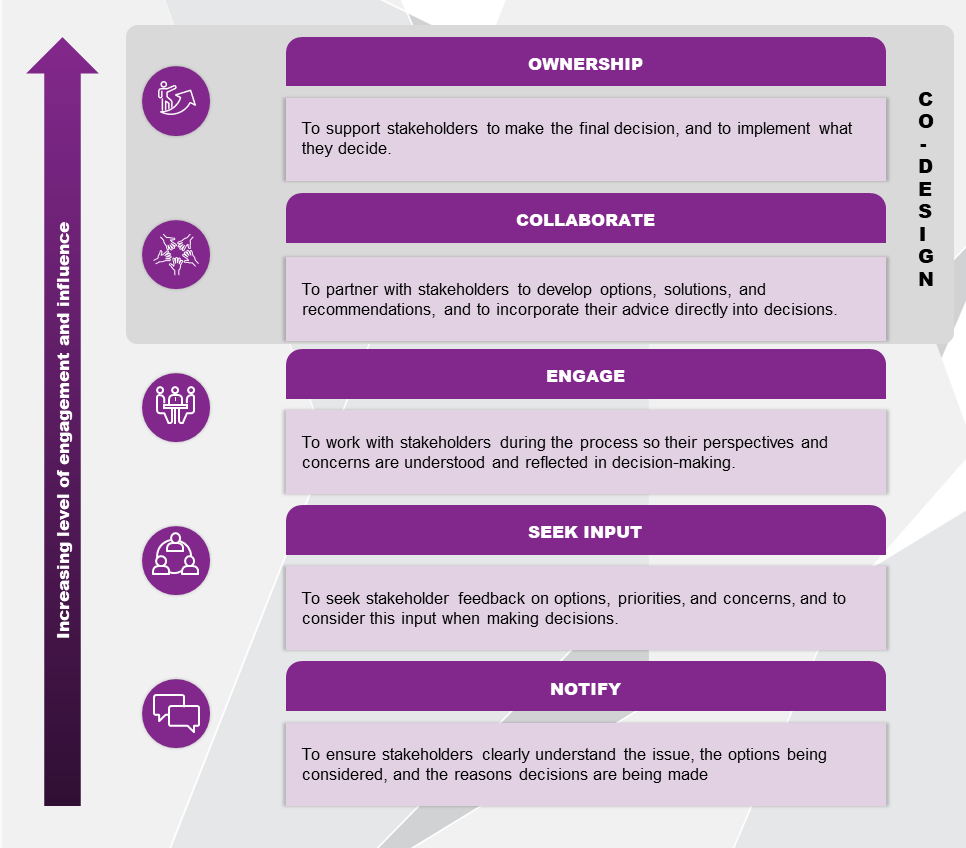 Increasing level of engagement and influence
OWNERSHIP
To support stakeholders to make the final decision, and to implement what
they decide.
COLLABORATE
To partner with stakeholders to develop options, solutions, and
recommendations, and to incorporate their advice directly into decisions.
CO-DESIGN
ENGAGE
To work with stakeholders during the process so their perspectives and
concerns are understood and reflected in decision-making.
SEEK INPUT
To seek stakeholder feedback on options, priorities, and concerns, and to
consider this input when making decisions.
NOTIFY
To ensure stakeholders clearly understand the issue, the options being
considered, and the reasons decisions are being made